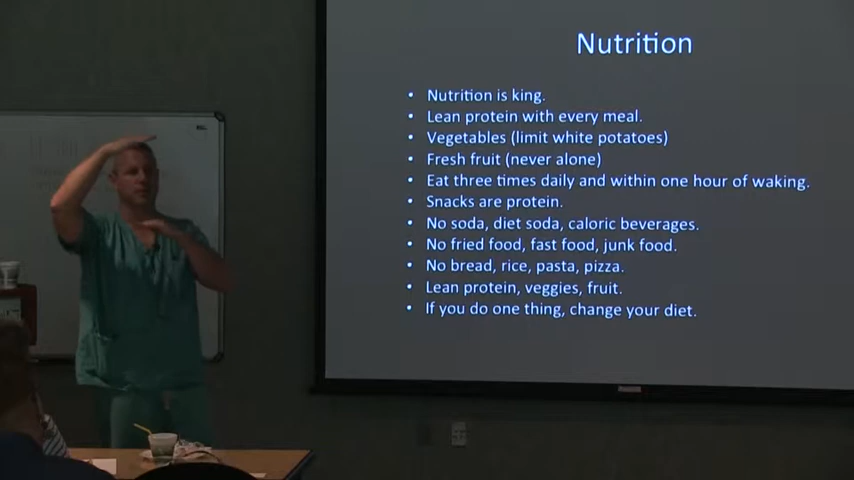 Nutrition
• Nutrition is king.
• Lean protein with every meal.
• Vegetables (limit white potatoes)
• Fresh fruit (never alone)
• Eat three times daily and within one hour of waking.
• Snacks are protein.
• No soda, diet soda, caloric beverages.
• No fried food, fast food, junk food.
• No bread, rice, pasta, pizza.
• Lean protein, veggies, fruit.
• If you do one thing, change your diet.